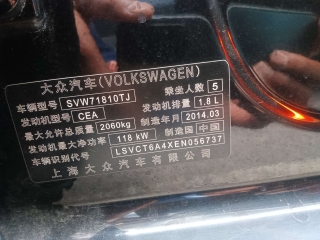 大众汽车(VOLKSWAGEN)
车辆型号 SVW71810TJ 乘坐人数 5
发动机型号 CEA 发动机排量 1.8L
最大允许总质量 2060kg 制造年月 2014.03
发动机最大净功率 118 kW 制造国 中国
车辆识别代号 LSVCT6A4XEN056737
上海大众汽车有限公司